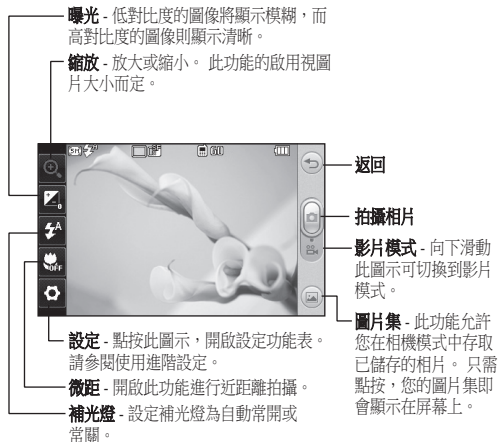 曝光 - 低對比度的圖像將顯示模糊，而
高對比度的圖像則顯示清晰。
縮放 - 放大或縮小。 此功能的啟用視圖
片大小而定。
返回
拍攝相片
影片模式 - 向下滑動
此圖示可切換到影片
模式。
圖片集 - 此功能允許
您在相機模式中存取
已儲存的相片。 只需
點按，您的圖片集即
會顯示在屏幕上。
設定 - 點按此圖示，開啟設定功能表。
請參閱使用進階設定。
微距 - 開啟此功能進行近距離拍攝。
補光燈 - 設定補光燈為自動常開或
常關。
5M
0
A
OFF